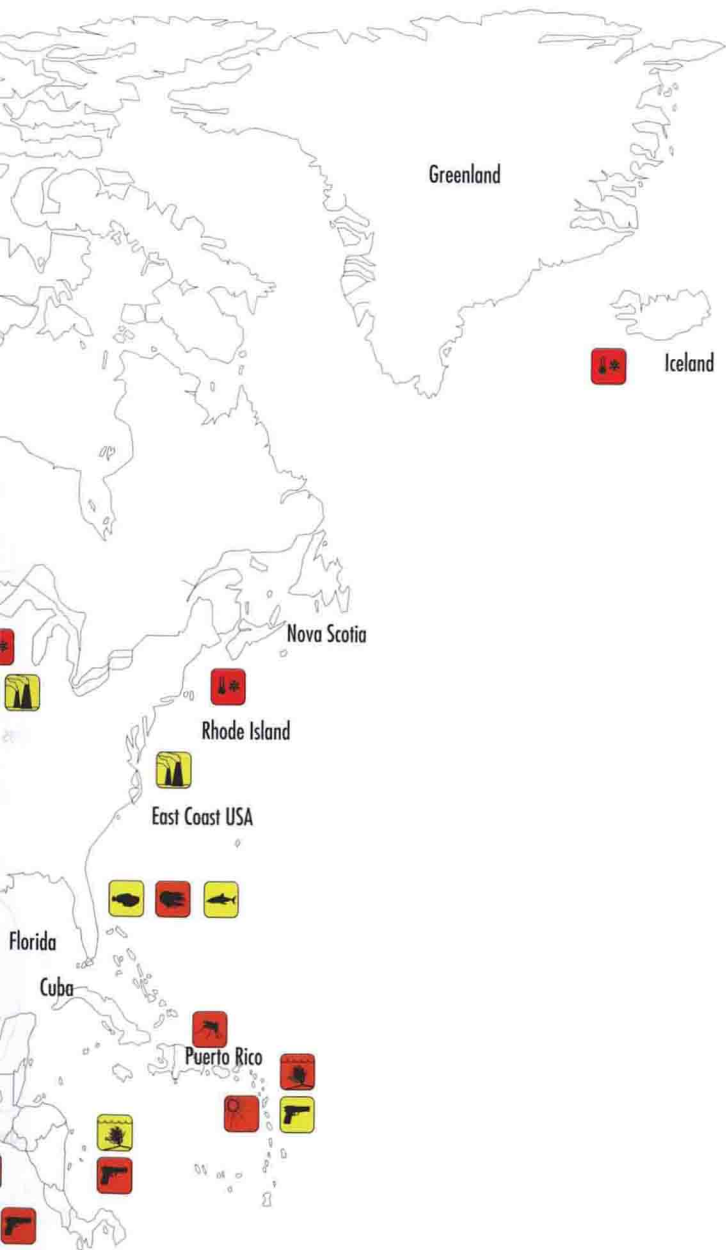 Greenland
Iceland
Nova Scotia
Rhode Island
East Coast USA
Florida
Cuba
Puerto Rico